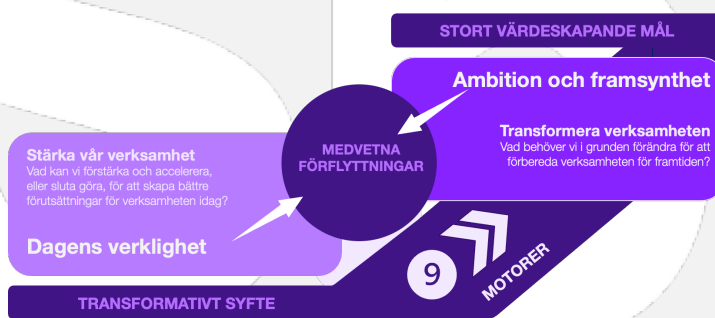 STORT VÄRDESKAPANDE MÅL
Ambition och framsynthet
Transformera verksamheten
Vad behöver vi i grunden förändra för att
förbereda verksamheten för framtiden?
MEDVETNA
FÖRFLYTTNINGAR
Stärka vår verksamhet
Vad kan vi förstärka och accelerera,
eller sluta göra, för att skapa bättre
förutsättningar för verksamheten idag?
Dagens verklighet
9
MOTORER
TRANSFORMATIVT SYFTE